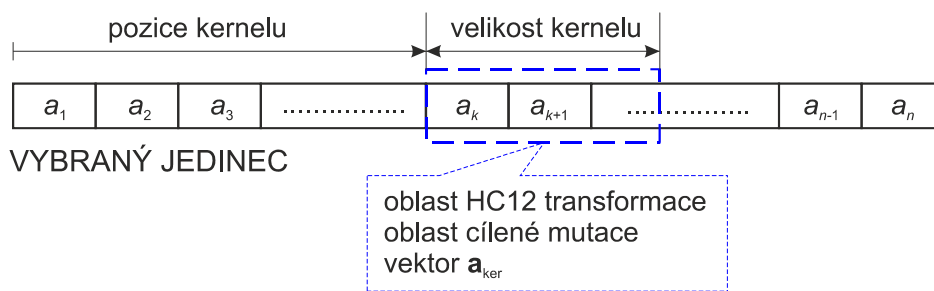 pozice kernelu velikost kernelu
a1 a2 a3 ................ ak ak+1 ................ an-1 an
VYBRANÝ JEDINEC
oblast HC12 transformace
oblast cílené mutace
vektor aker